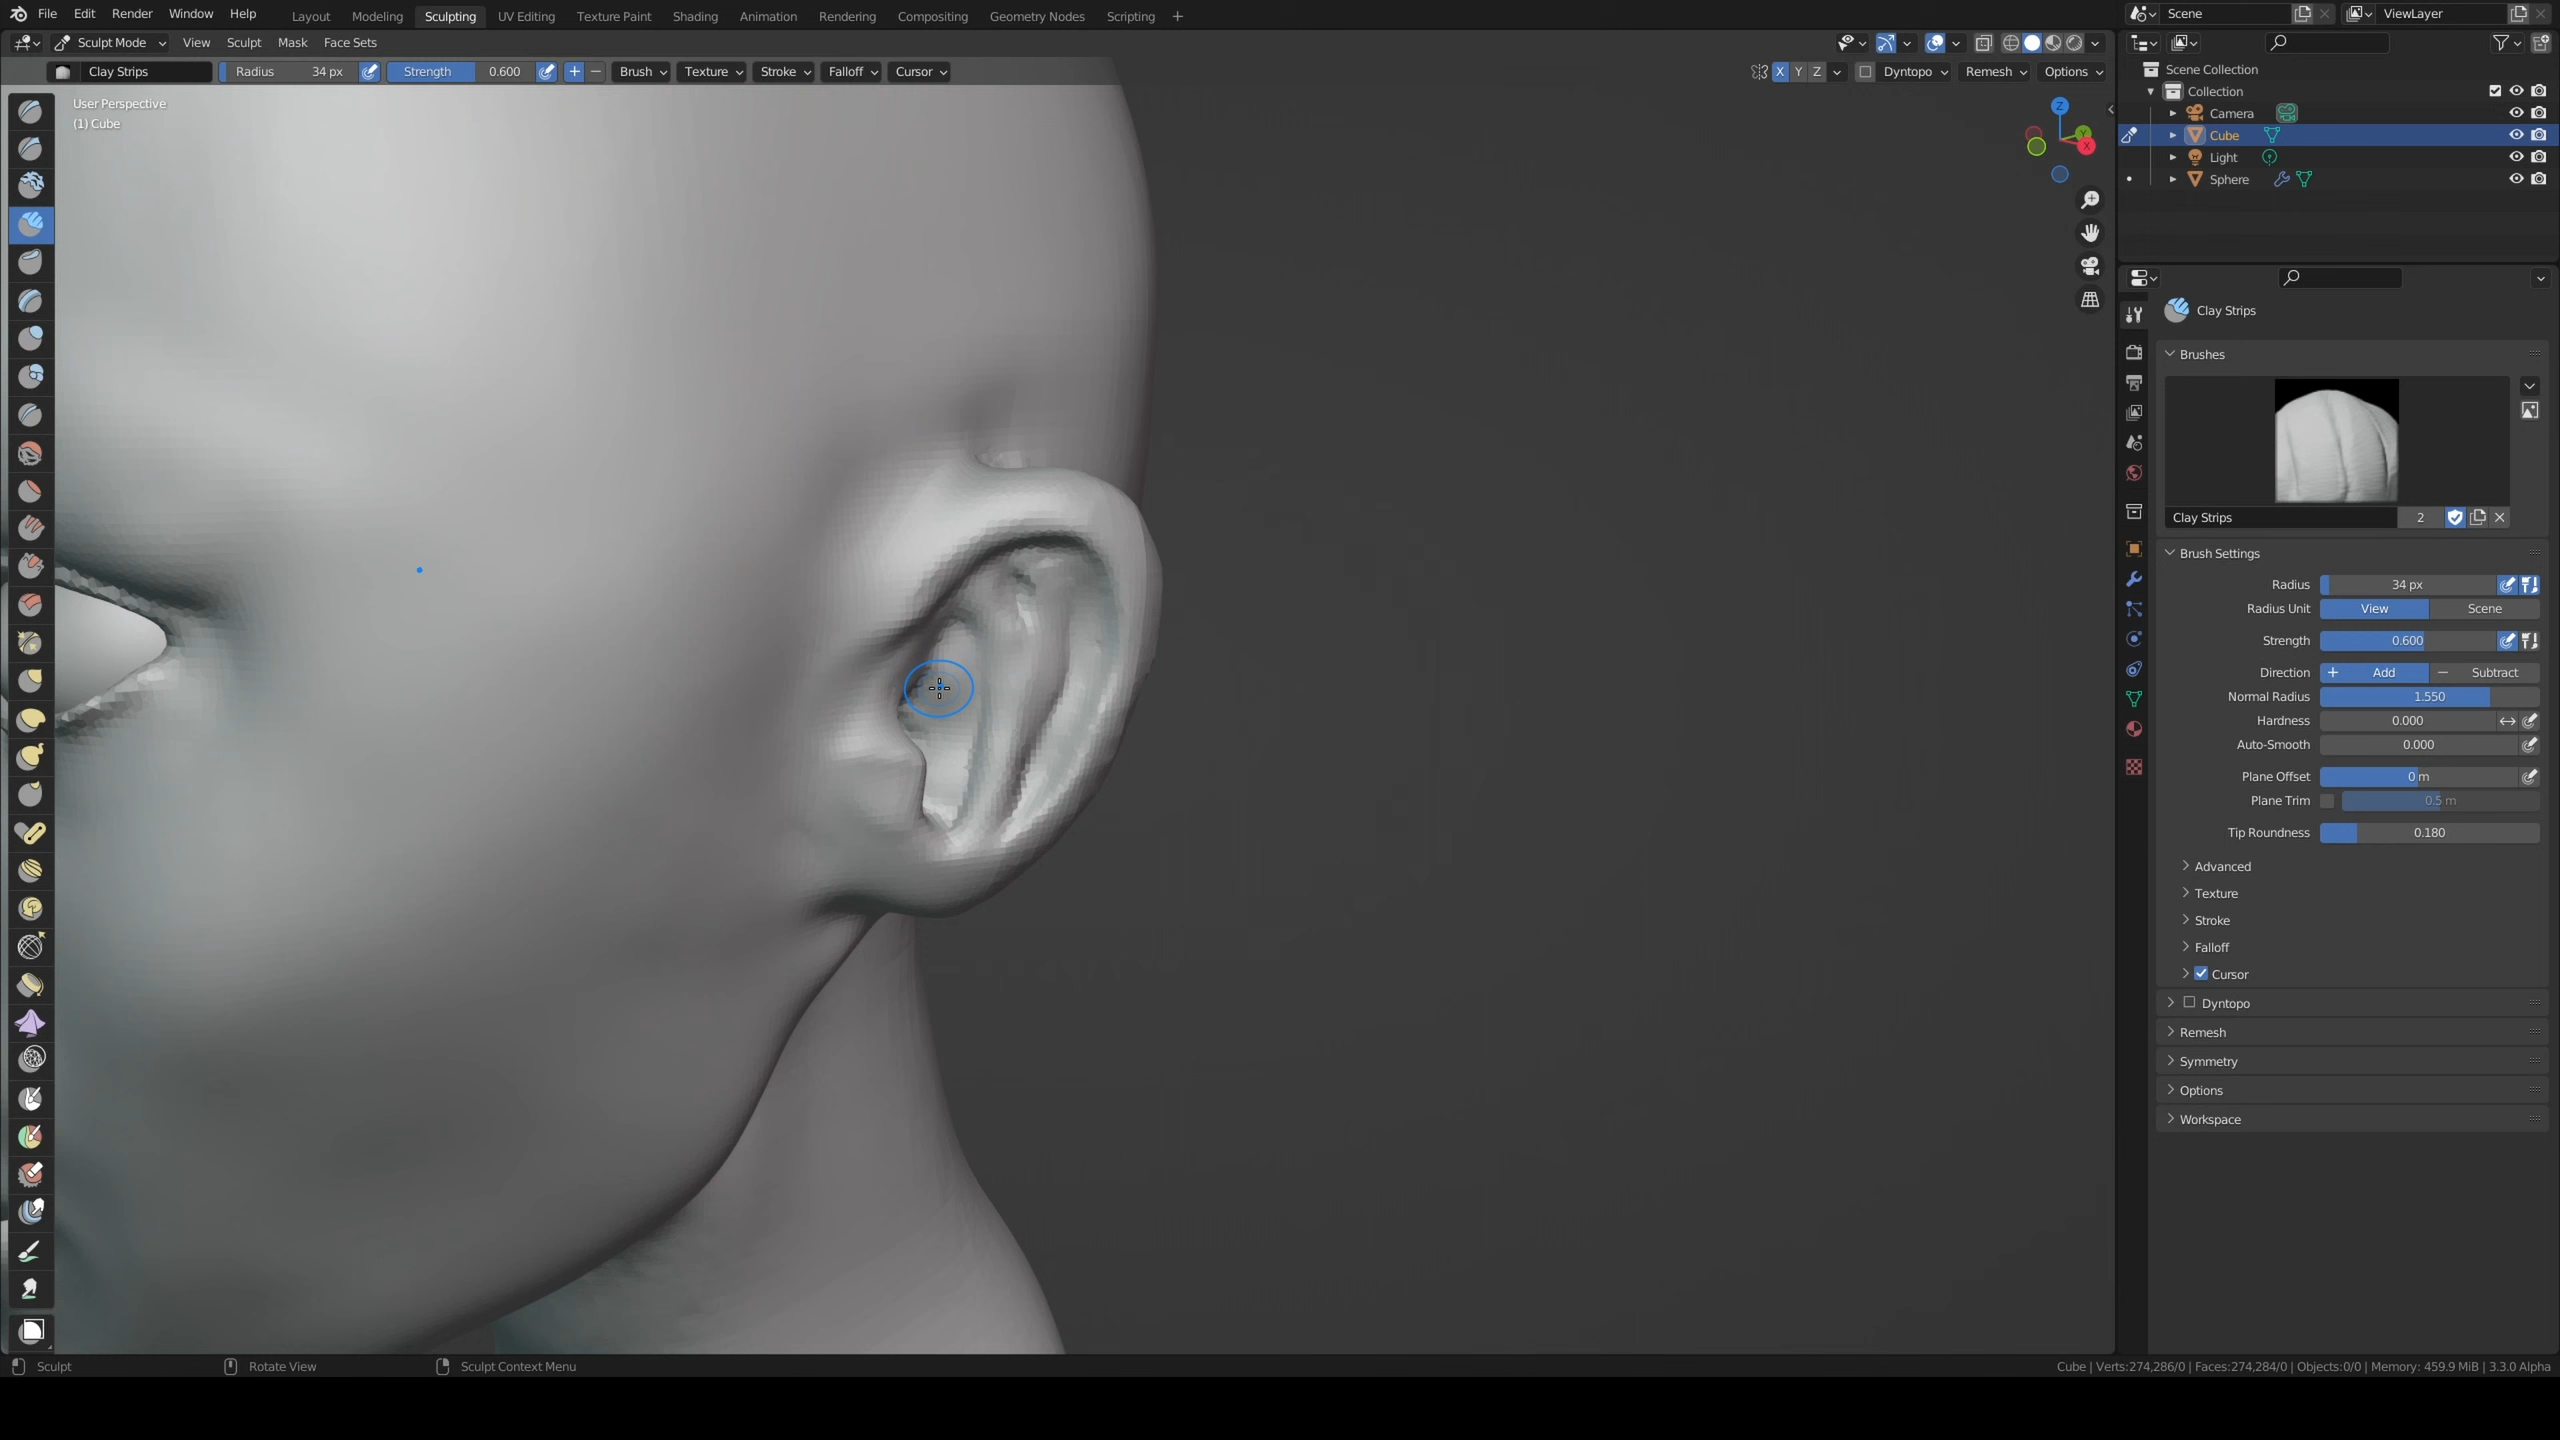 File Edit Render Window Help Layout Modeling Sculpting UV Editing Texture Paint Shading Animation Rendering Compositing Geometry Nodes Scripting + Scene ViewLayer
Sculpt Mode View Sculpt Mask Face Sets
Clay Strips Radius 34 px Strength 0.600 + − Brush Texture Stroke Falloff Cursor X Y Z Dyntopo Remesh Options
User Perspective
(1) Cube
Z
Y
X
Scene Collection
Collection
Camera
Cube
Light
Sphere
Clay Strips
Brushes
Clay Strips 2
Brush Settings
Radius 34 px
Radius Unit View Scene
Strength 0.600
Direction + Add − Subtract
Normal Radius 1.550
Hardness 0.000
Auto-Smooth 0.000
Plane Offset 0 m
Plane Trim 0.5 m
Tip Roundness 0.180
Advanced
Texture
Stroke
Falloff
Cursor
Dyntopo
Remesh
Symmetry
Options
Workspace
Sculpt Rotate View Sculpt Context Menu Cube | Verts:274,286/0 | Faces:274,284/0 | Objects:0/0 | Memory: 459.9 MiB | 3.3.0 Alpha